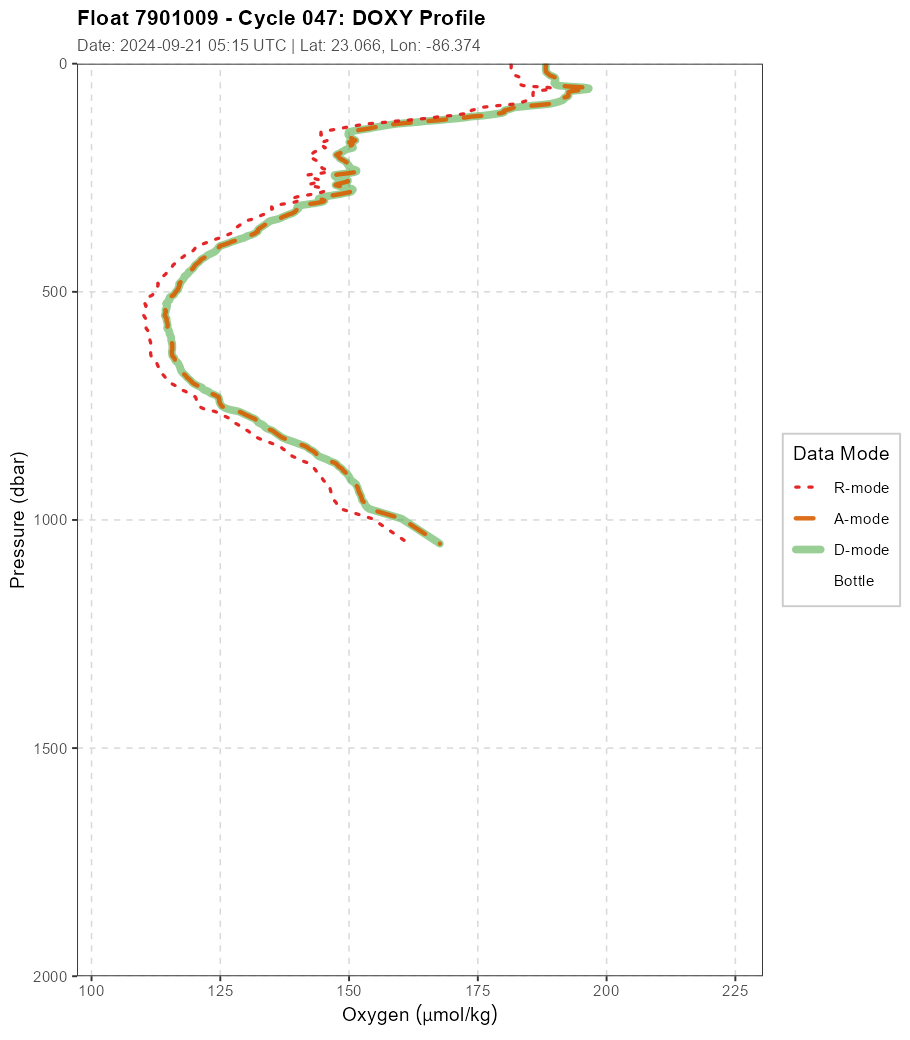 Float 7901009 - Cycle 047: DOXY Profile
Date: 2024-09-21 05:15 UTC | Lat: 23.066, Lon: -86.374
0
500
1000
1500
2000
Pressure (dbar)
100
125
150
175
200
225
Oxygen (µmol/kg)
Data Mode
R-mode
A-mode
D-mode
Bottle